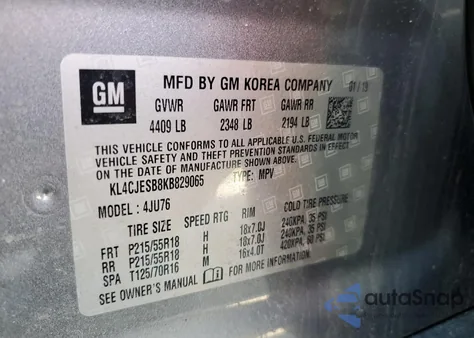 GM
MFD BY GM KOREA COMPANY 01/19
GVWR GAWR FRT GAWR RR
4409 LB 2348 LB 2194 LB
THIS VEHICLE CONFORMS TO ALL APPLICABLE U.S. FEDERAL MOTOR
VEHICLE SAFETY AND THEFT PREVENTION STANDARDS IN EFFECT
ON THE DATE OF MANUFACTURE SHOWN ABOVE.
KL4CJESB8KB829065 TYPE: MPV
MODEL: 4JU76
TIRE SIZE SPEED RTG RIM COLD TIRE PRESSURE
FRT P215/55R18 H 18x7.0J 240KPA, 35 PSI
RR P215/55R18 H 18x7.0J 240KPA, 35 PSI
SPA T125/70R16 M 16x4.0T 420KPA, 60 PSI
SEE OWNER'S MANUAL FOR MORE INFORMATION.
autoSnap